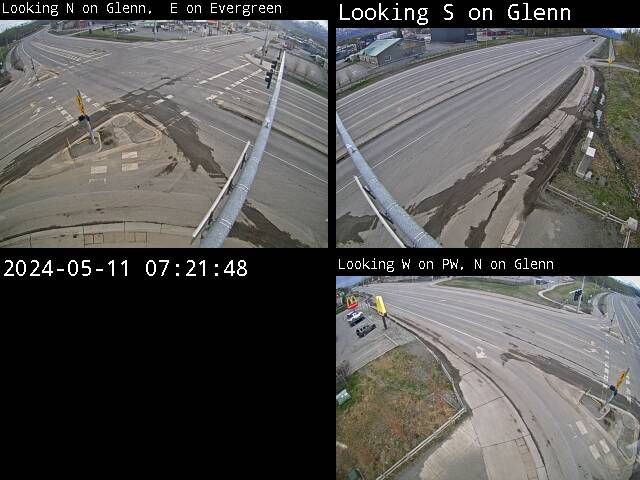 Looking N on Glenn, E on Evergreen
Looking S on Glenn
2024-05-11 07:21:48
Looking W on PW, N on Glenn